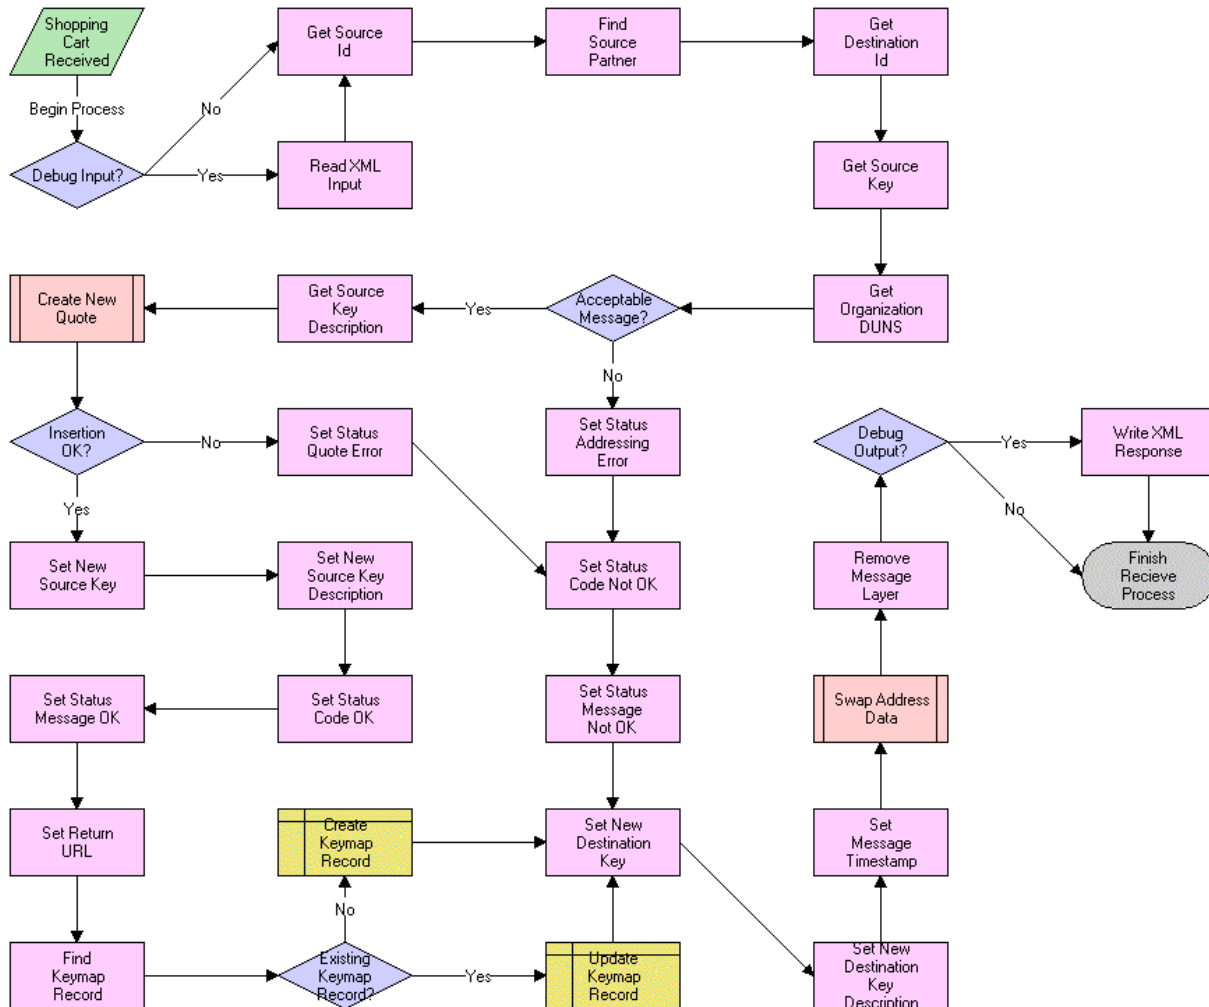 Shopping
Cart
Received
Get Source
Id
Find
Source
Partner
Get
Destination
Id
Begin Process
No
Debug Input?
Yes
Read XML
Input
Get Source
Key
Create New
Quote
Get Source
Key
Description
Yes
Acceptable
Message?
Get
Organization
DUNS
No
Insertion
OK?
No
Set Status
Quote Error
Set Status
Addressing
Error
Debug
Output?
Yes
Write XML
Response
Yes
No
Set New
Source Key
Set New
Source Key
Description
Set Status
Code Not OK
Remove
Message
Layer
Finish
Recieve
Process
Set Status
Message OK
Set Status
Code OK
Set Status
Message
Not OK
Swap Address
Data
Set Return
URL
Create
Keymap
Record
Set New
Destination
Key
Set
Message
Timestamp
No
Find
Keymap
Record
Existing
Keymap
Record?
Yes
Update
Keymap
Record
Set New
Destination
Key
Description